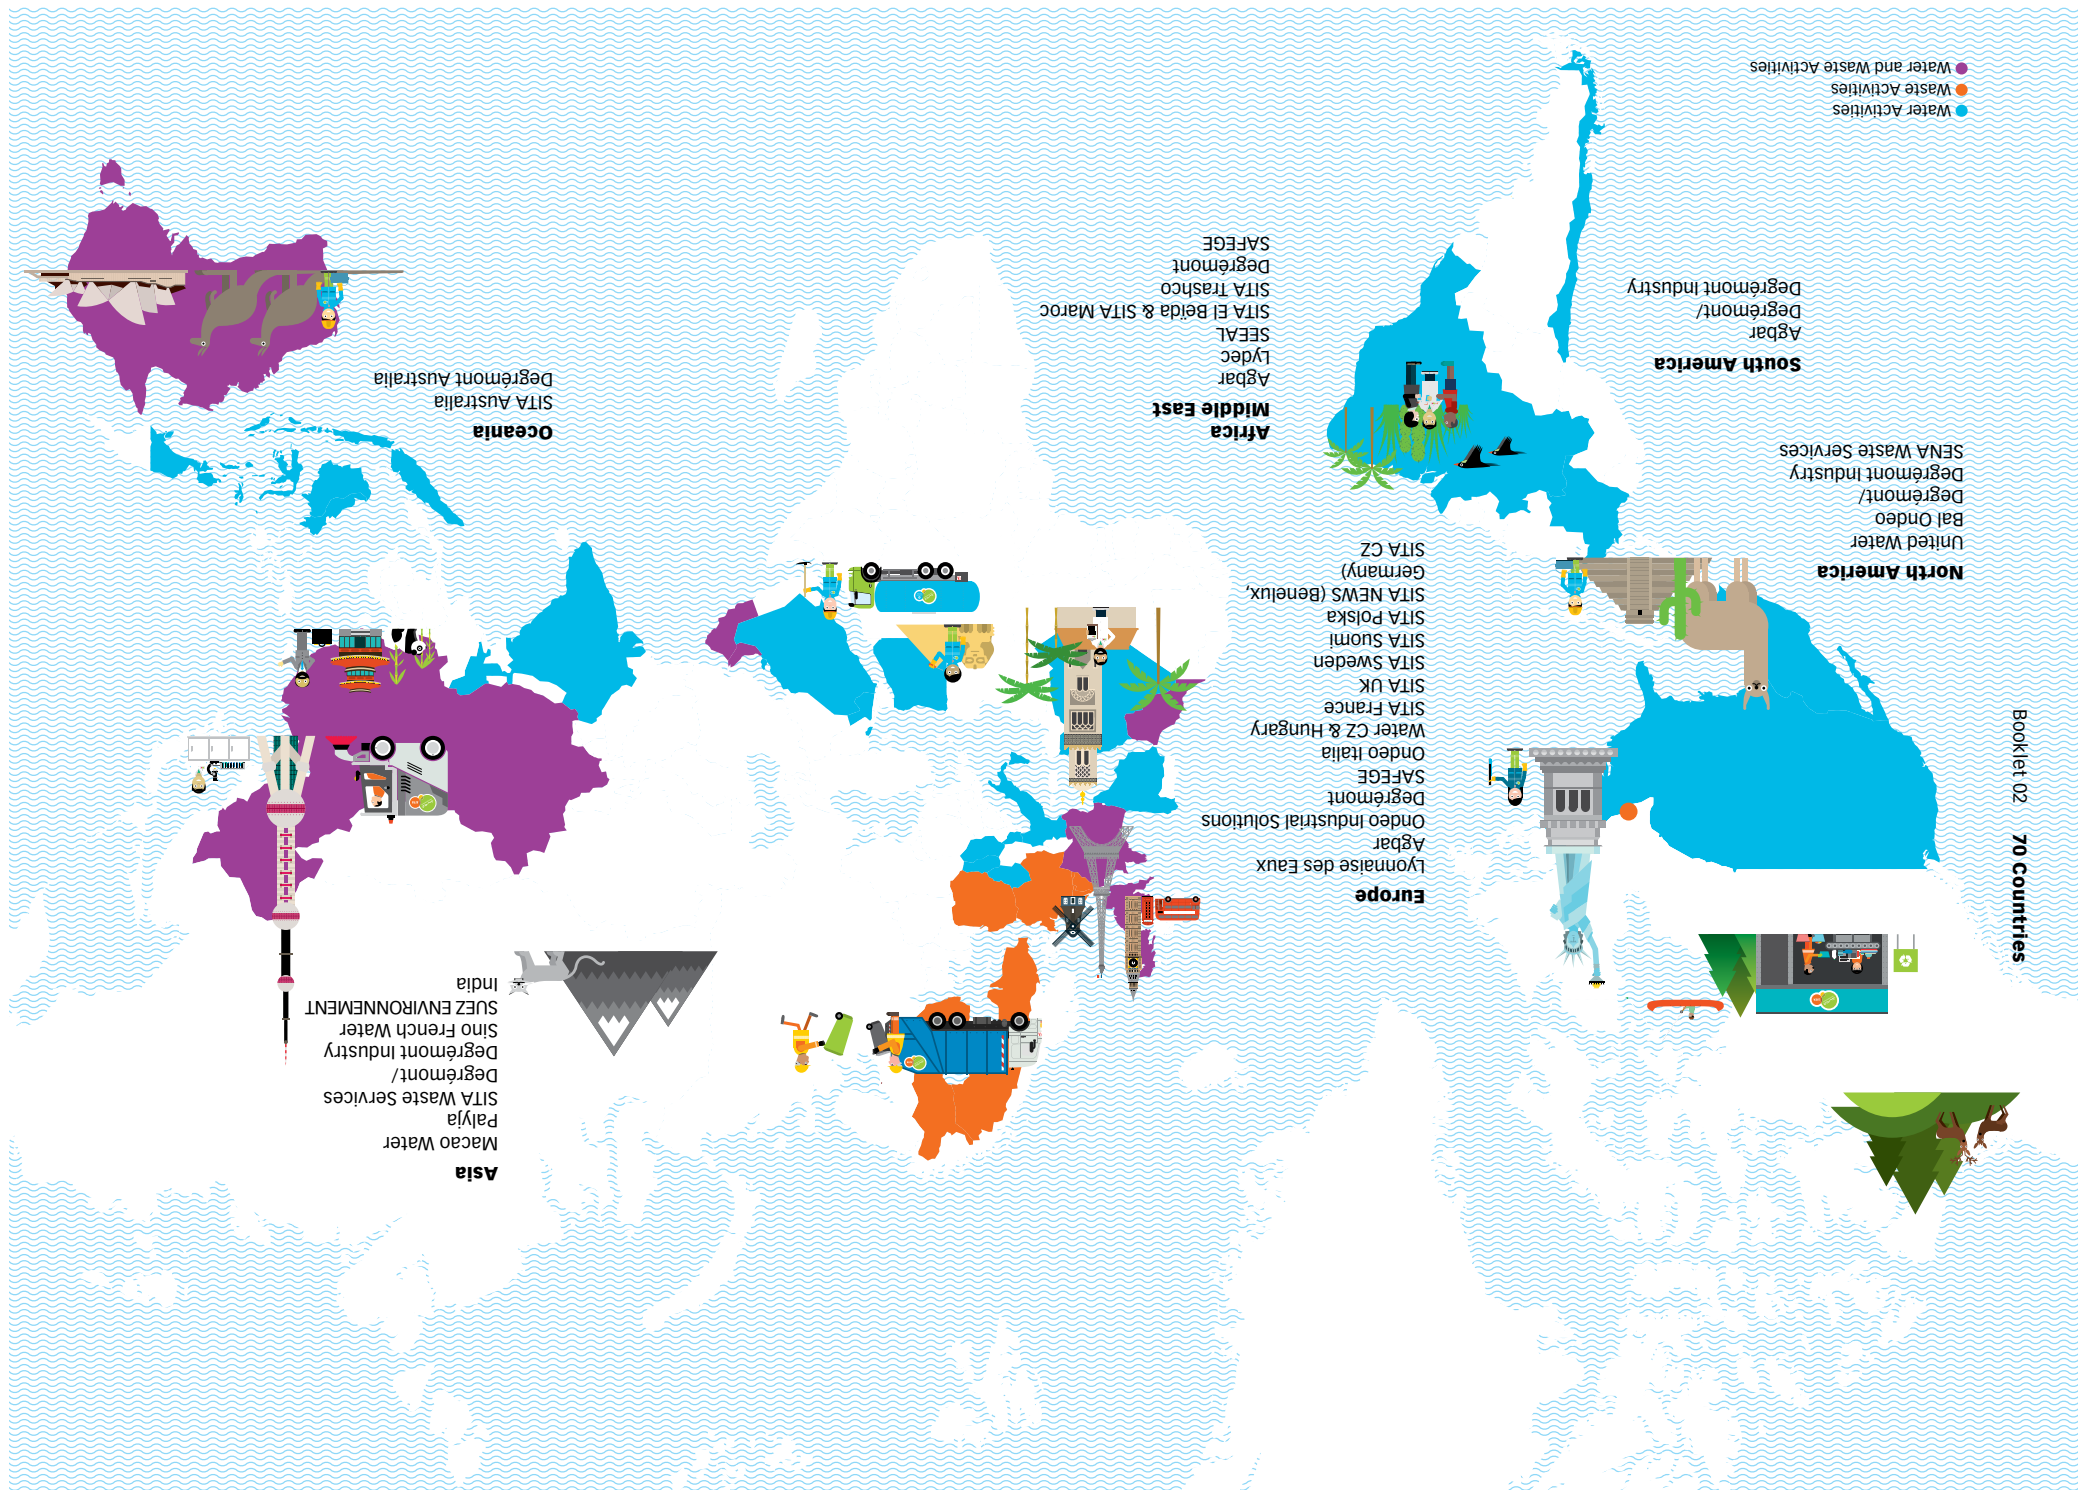 Booklet 02 70 Countries
North America
United Water
Bal Ondeo
Degrémont/
Degrémont Industry
SENA Waste Services
South America
Agbar
Degrémont/
Degrémont Industry
Europe
Lyonnaise des Eaux
Agbar
Ondeo Industrial Solutions
Degrémont
SAFEGE
Ondeo Italia
Water CZ & Hungary
SITA France
SITA UK
SITA Sweden
SITA Suomi
SITA Polska
SITA NEWS (Benelux,
Germany)
SITA CZ
Africa
Middle East
Agbar
Lydec
SEEAL
SITA El Beïda & SITA Maroc
SITA Trashco
Degrémont
SAFEGE
Asia
Macao Water
Palyja
SITA Waste Services
Degrémont/
Degrémont Industry
Sino French Water
SUEZ ENVIRONNEMENT
India
Oceania
SITA Australia
Degrémont Australia
Water Activities
Waste Activities
Water and Waste Activities